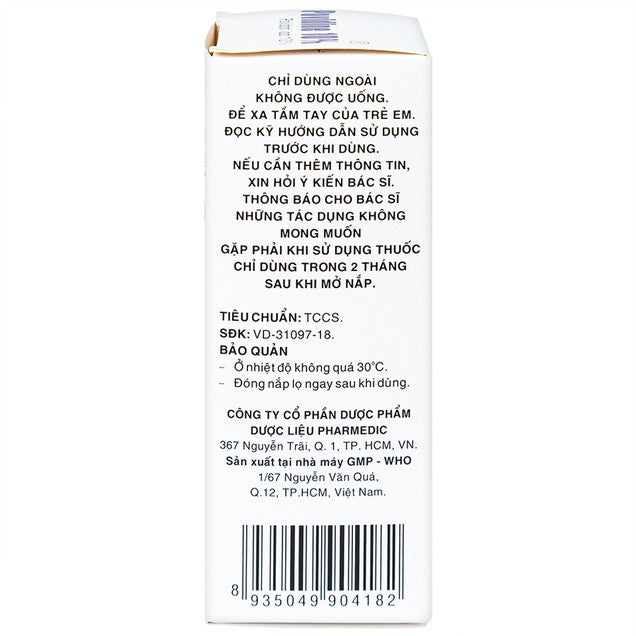 Povidine 10%
CHỈ DÙNG NGOÀI
KHÔNG ĐƯỢC UỐNG.
ĐỂ XA TẦM TAY CỦA TRẺ EM.
ĐỌC KỸ HƯỚNG DẪN SỬ DỤNG
TRƯỚC KHI DÙNG.
NẾU CẦN THÊM THÔNG TIN,
XIN HỎI Ý KIẾN BÁC SĨ.
THÔNG BÁO CHO BÁC SĨ
NHỮNG TÁC DỤNG KHÔNG
MONG MUỐN
GẶP PHẢI KHI SỬ DỤNG THUỐC
CHỈ DÙNG TRONG 2 THÁNG
SAU KHI MỞ NẮP.
TIÊU CHUẨN: TCCS.
SĐK: VD-31097-18.
BẢO QUẢN
– Ở nhiệt độ không quá 30°C.
– Đóng nắp lọ ngay sau khi dùng.
CÔNG TY CỔ PHẦN DƯỢC PHẨM
DƯỢC LIỆU PHARMEDIC
367 Nguyễn Trãi, Q. 1, TP. HCM, VN.
Sản xuất tại nhà máy GMP - WHO
1/67 Nguyễn Văn Quá,
Q.12, TP.HCM, Việt Nam.
8 935049 904182